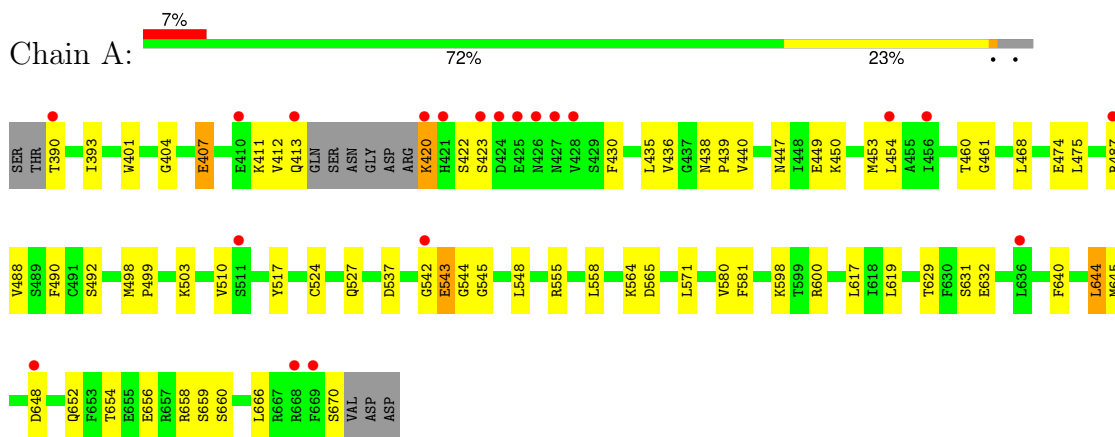 7%
Chain A:
72% 23% • •
SER THR T390 I393 W401 G404 E407 E410 K411 V412 Q413 GLN SER ASN GLY ASP ARG K420 H421 S422 S423 D424 E425 N426 N427 V428 S429 F430 L435 V436 G437 N438 P439 V440 N447 I448 E449 K450 M453 L454 A455 I456 T460 G461 L468 E474 L475 R487
V488 S489 F490 C491 S492 M498 P499 K503 V510 S511 Y517 C524 Q527 D537 G542 E543 G544 G545 L548 R555 L558 K564 D565 L571 V580 F581 K598 T599 R600 L617 I618 L619 T629 F630 S631 E632 L636 F640 L644 M645
D648 Q652 F653 T654 E655 E656 R657 R658 S659 S660 L666 R667 R668 F669 S670 VAL ASP ASP